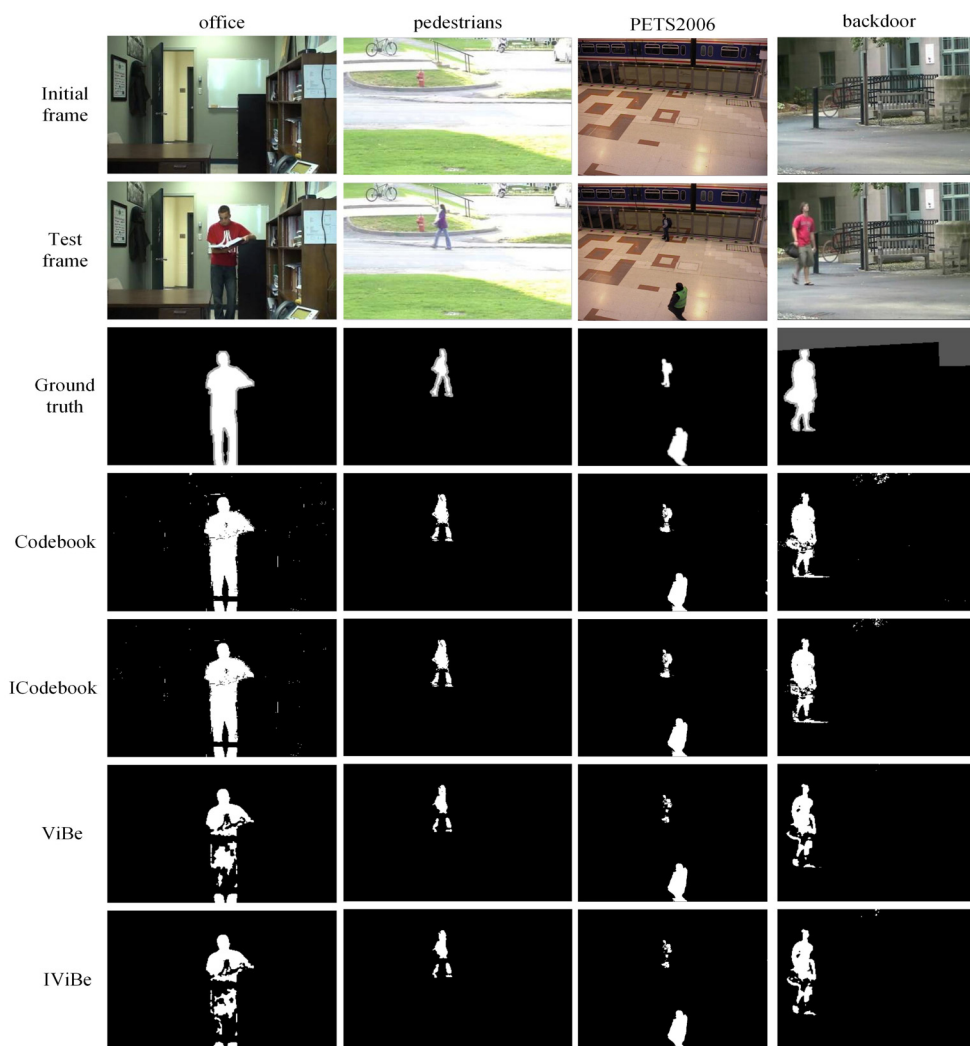 office pedestrians PETS2006 backdoor
Initial
frame
Test
frame
Ground
truth
Codebook
ICodebook
ViBe
IViBe